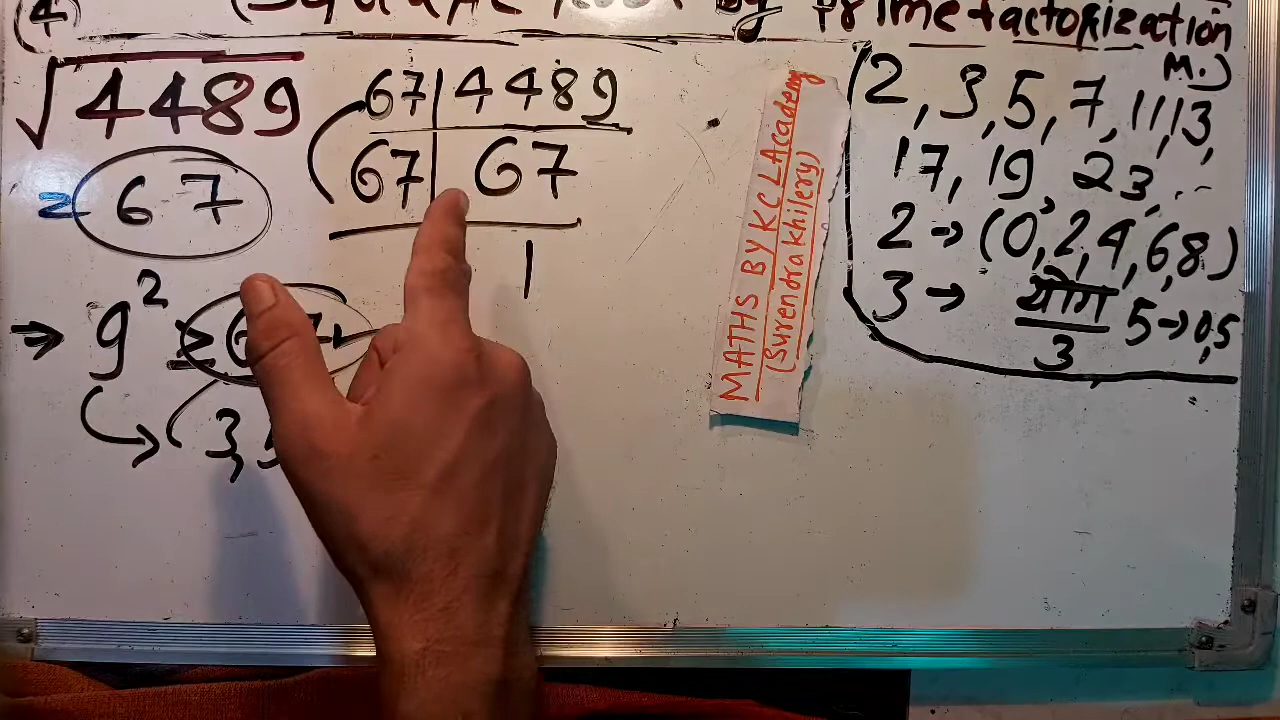 (4) (Square Root by Prime factorization M.)
√4489
= 67
67 | 4489
67 | 67
1
⇒ 9² ≥
3,
MATHS BY KCL Academy
(Surendra khilery)
2, 3, 5, 7, 11, 13,
17, 19, 23, ..
2 → (0, 2, 4, 6, 8)
3 → योग/3 5 → 0,5